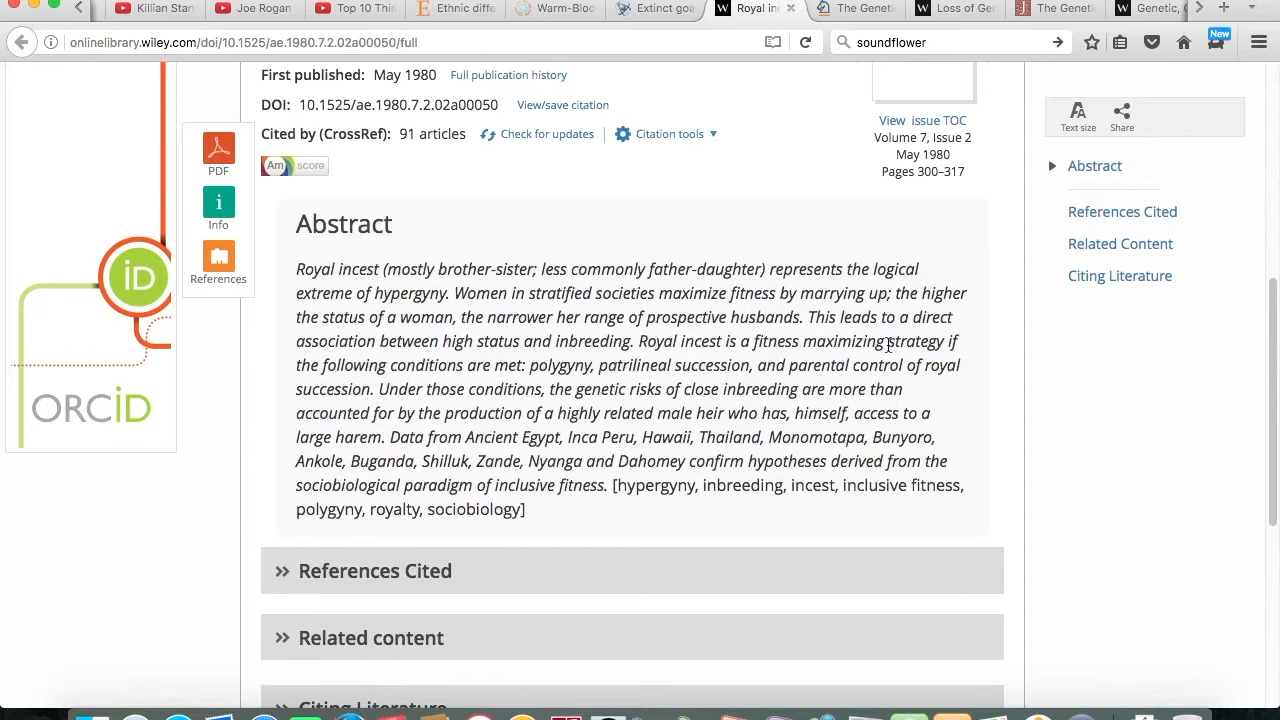 Killian Stan
Joe Rogan
Top 10 Thi
Ethnic diffe
Warm-Bloo
Extinct goa
Royal inc
The Geneti
Loss of Ger
The Geneti
Genetic,
onlinelibrary.wiley.com/doi/10.1525/ae.1980.7.2.02a00050/full
soundflower
New
First published: May 1980 Full publication history
DOI: 10.1525/ae.1980.7.2.02a00050 View/save citation
Cited by (CrossRef): 91 articles Check for updates Citation tools
Am score
View issue TOC
Volume 7, Issue 2
May 1980
Pages 300–317
PDF
Info
References
iD
ORCiD
Abstract
Royal incest (mostly brother-sister; less commonly father-daughter) represents the logical
extreme of hypergyny. Women in stratified societies maximize fitness by marrying up; the higher
the status of a woman, the narrower her range of prospective husbands. This leads to a direct
association between high status and inbreeding. Royal incest is a fitness maximizing strategy if
the following conditions are met: polygyny, patrilineal succession, and parental control of royal
succession. Under those conditions, the genetic risks of close inbreeding are more than
accounted for by the production of a highly related male heir who has, himself, access to a
large harem. Data from Ancient Egypt, Inca Peru, Hawaii, Thailand, Monomotapa, Bunyoro,
Ankole, Buganda, Shilluk, Zande, Nyanga and Dahomey confirm hypotheses derived from the
sociobiological paradigm of inclusive fitness. [hypergyny, inbreeding, incest, inclusive fitness,
polygyny, royalty, sociobiology]
References Cited
Related content
Citing Literature
Text size
Share
Abstract
References Cited
Related Content
Citing Literature